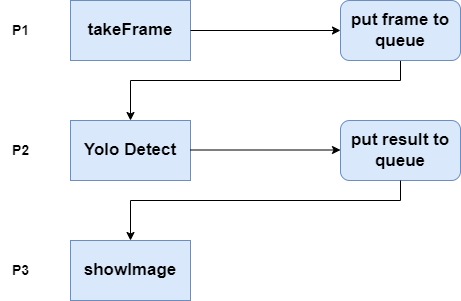 P1
takeFrame
put frame to
queue
P2
Yolo Detect
put result to
queue
P3
showImage